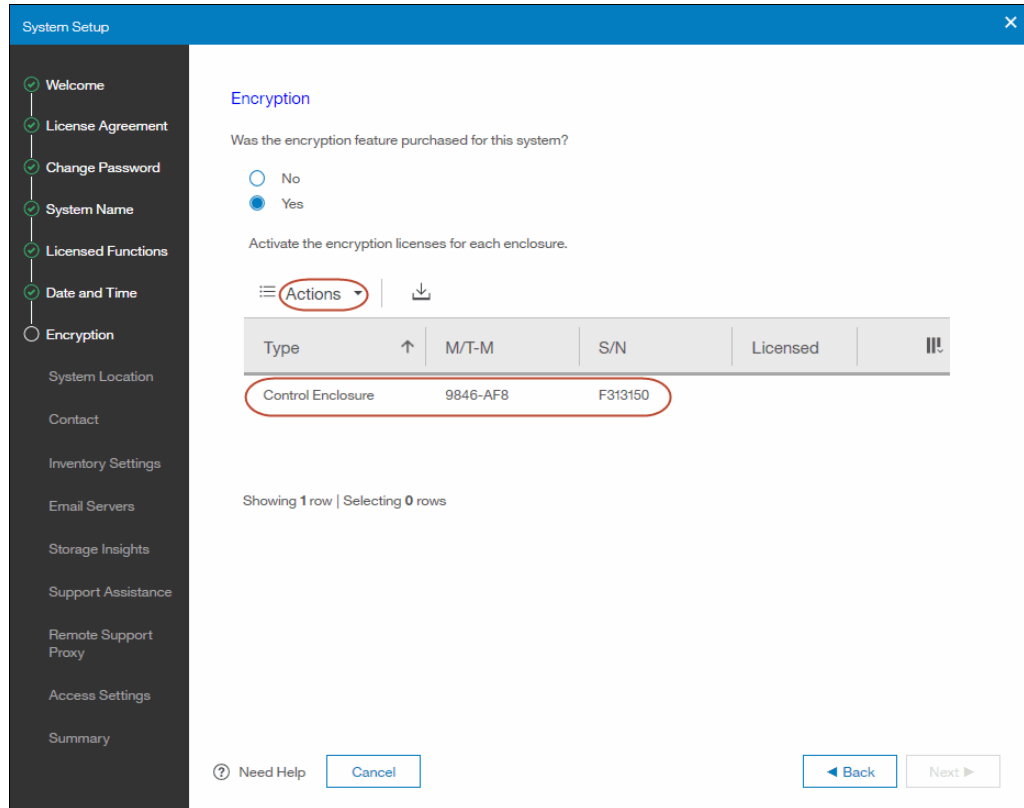 System Setup
Welcome
License Agreement
Change Password
System Name
Licensed Functions
Date and Time
Encryption
System Location
Contact
Inventory Settings
Email Servers
Storage Insights
Support Assistance
Remote Support
Proxy
Access Settings
Summary
Encryption
Was the encryption feature purchased for this system?
No
Yes
Activate the encryption licenses for each enclosure.
Actions
Type M/T-M S/N Licensed
Control Enclosure 9846-AF8 F313150
Showing 1 row | Selecting 0 rows
Need Help Cancel Back Next